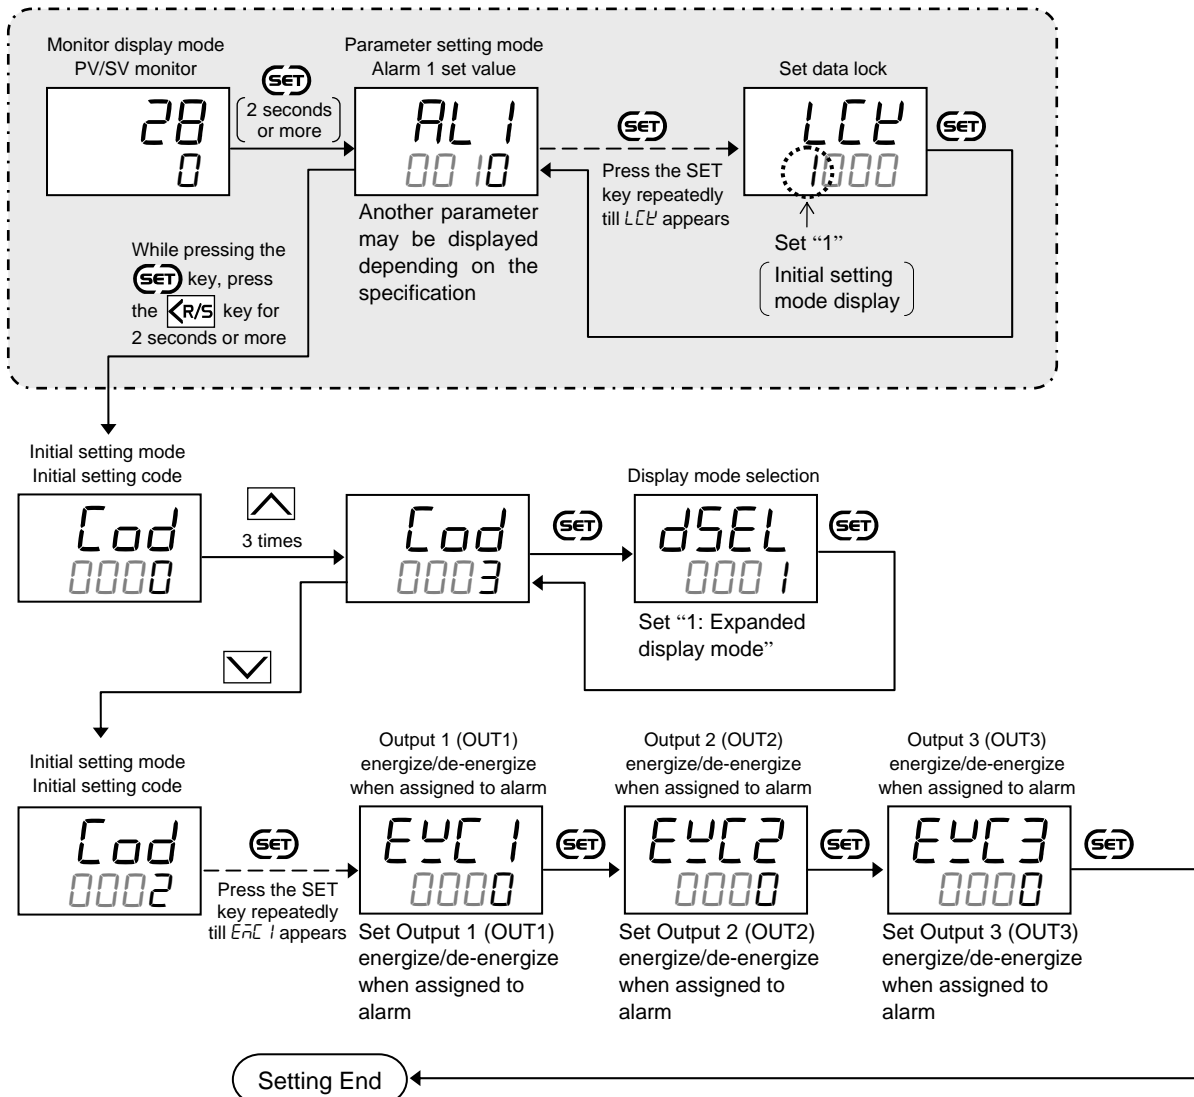 Monitor display mode
PV/SV monitor
28
0
SET
2 seconds
or more
Parameter setting mode
Alarm 1 set value
AL1
0010
Another parameter
may be displayed
depending on the
specification
SET
Press the SET
key repeatedly
till LCK appears
Set data lock
LCK
1000
SET
Set “1”
Initial setting
mode display
While pressing the
SET key, press
the <R/S key for
2 seconds or more
Initial setting mode
Initial setting code
Cod
0000
3 times
Cod
0003
SET
Display mode selection
dSEL
0001
SET
Set “1: Expanded
display mode”
Initial setting mode
Initial setting code
Cod
0002
SET
Press the SET
key repeatedly
till EnC1 appears
Output 1 (OUT1)
energize/de-energize
when assigned to alarm
EYC1
0000
Set Output 1 (OUT1)
energize/de-energize
when assigned to
alarm
SET
Output 2 (OUT2)
energize/de-energize
when assigned to alarm
EYC2
0000
Set Output 2 (OUT2)
energize/de-energize
when assigned to
alarm
SET
Output 3 (OUT3)
energize/de-energize
when assigned to alarm
EYC3
0000
Set Output 3 (OUT3)
energize/de-energize
when assigned to
alarm
SET
Setting End